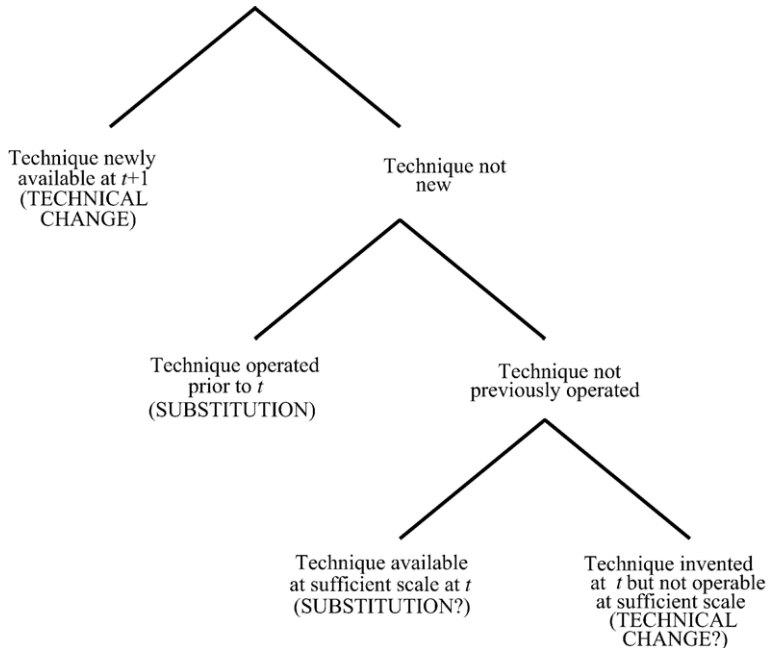 Technique newly
available at t+1
(TECHNICAL
CHANGE)
Technique not
new
Technique operated
prior to t
(SUBSTITUTION)
Technique not
previously operated
Technique available
at sufficient scale at t
(SUBSTITUTION?)
Technique invented
at t but not operable
at sufficient scale
(TECHNICAL
CHANGE?)